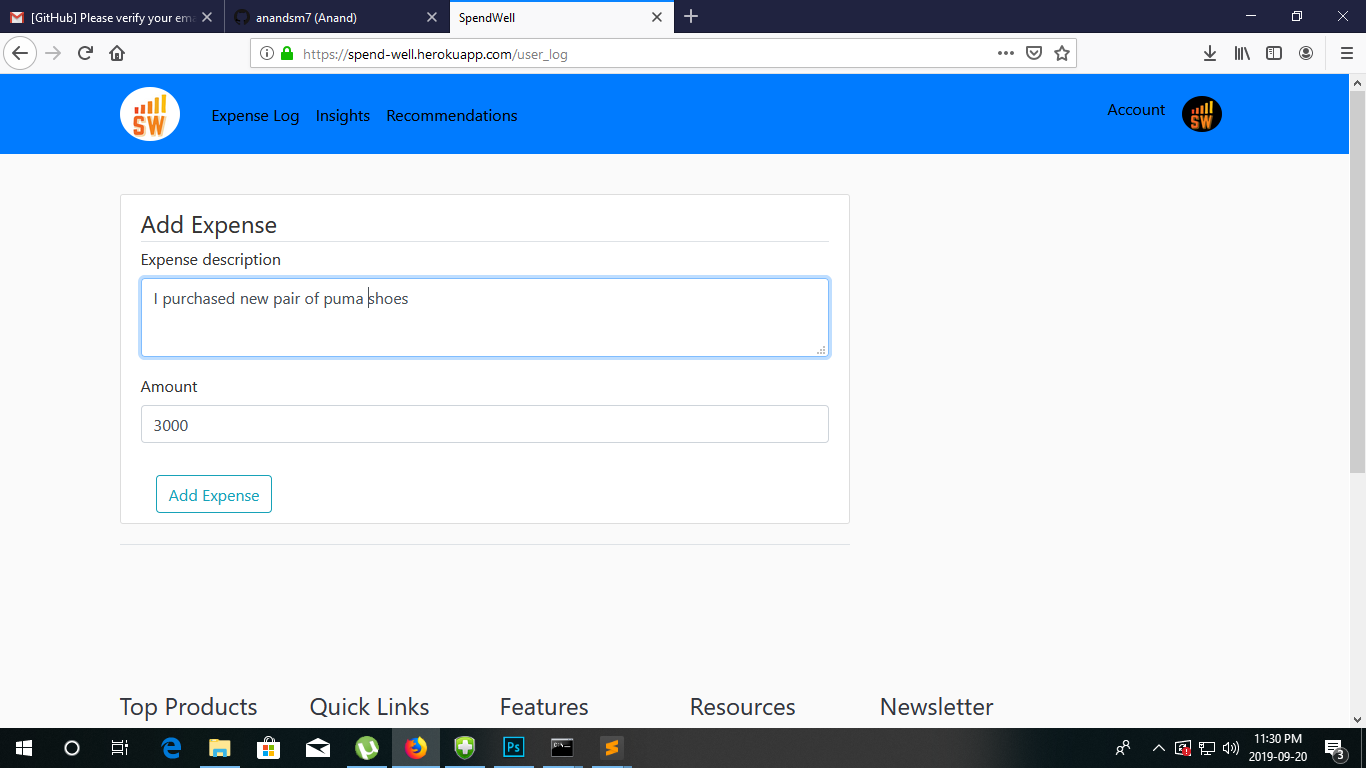 [GitHub] Please verify your ema
anandsm7 (Anand)
SpendWell
https://spend-well.herokuapp.com/user_log
SW
Expense Log
Insights
Recommendations
Account
SW
Add Expense
Expense description
I purchased new pair of puma shoes
Amount
3000
Add Expense
Top Products
Quick Links
Features
Resources
Newsletter
Ps
11:30 PM
2019-09-20
3